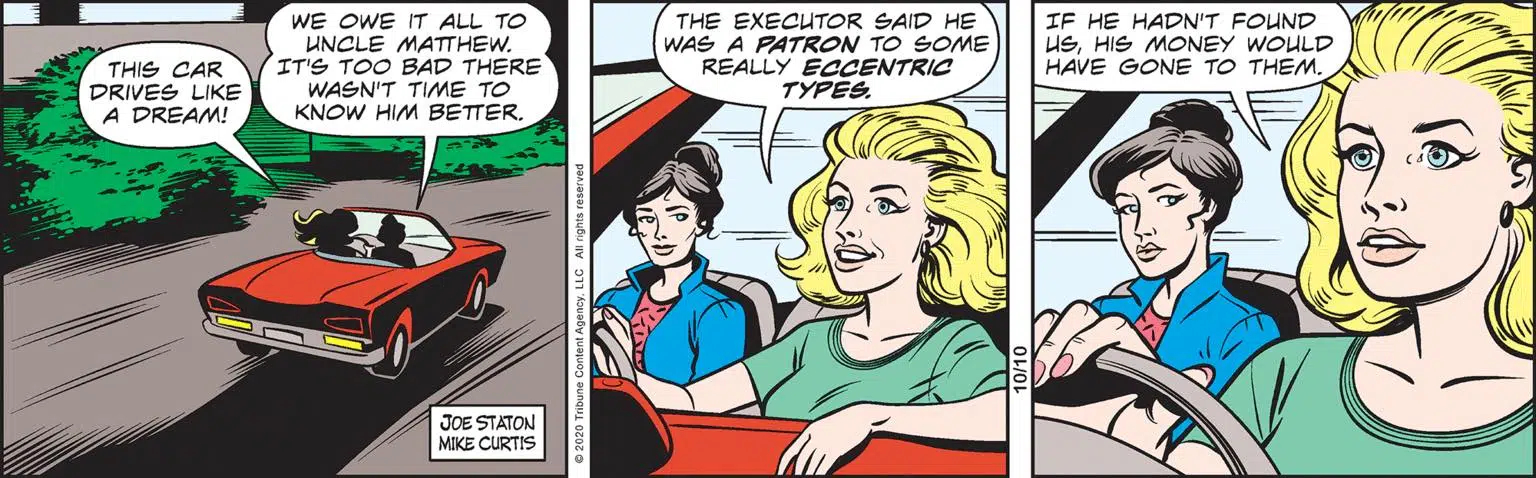 THIS CAR
DRIVES LIKE
A DREAM!
WE OWE IT ALL TO
UNCLE MATTHEW.
IT'S TOO BAD THERE
WASN'T TIME TO
KNOW HIM BETTER.
JOE STATON
MIKE CURTIS
© 2020 Tribune Content Agency, LLC All rights reserved
THE EXECUTOR SAID HE
WAS A PATRON TO SOME
REALLY ECCENTRIC
TYPES.
10/10
IF HE HADN'T FOUND
US, HIS MONEY WOULD
HAVE GONE TO THEM.